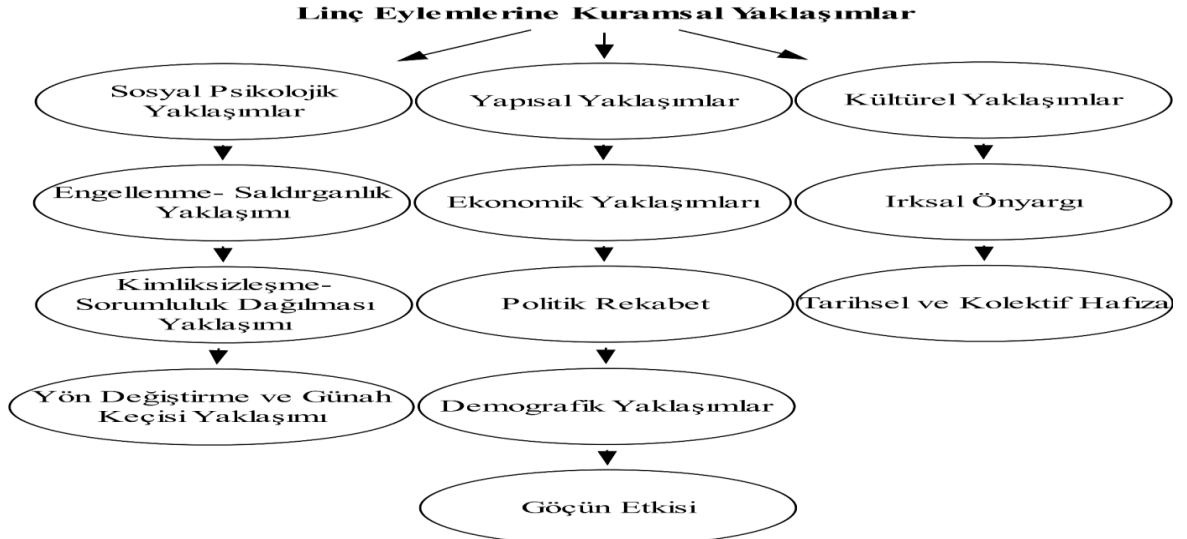 Linç Eylemlerine Kuramsal Yaklaşımlar
Sosyal Psikolojik
Yaklaşımlar
Yapısal Yaklaşımlar
Kültürel Yaklaşımlar
Engellenme- Saldırganlık
Yaklaşımı
Ekonomik Yaklaşımları
Irksal Önyargı
Kimliksizleşme-
Sorumluluk Dağılması
Yaklaşımı
Politik Rekabet
Tarihsel ve Kolektif Hafıza
Yön Değiştirme ve Günah
Keçisi Yaklaşımı
Demografik Yaklaşımlar
Göçün Etkisi